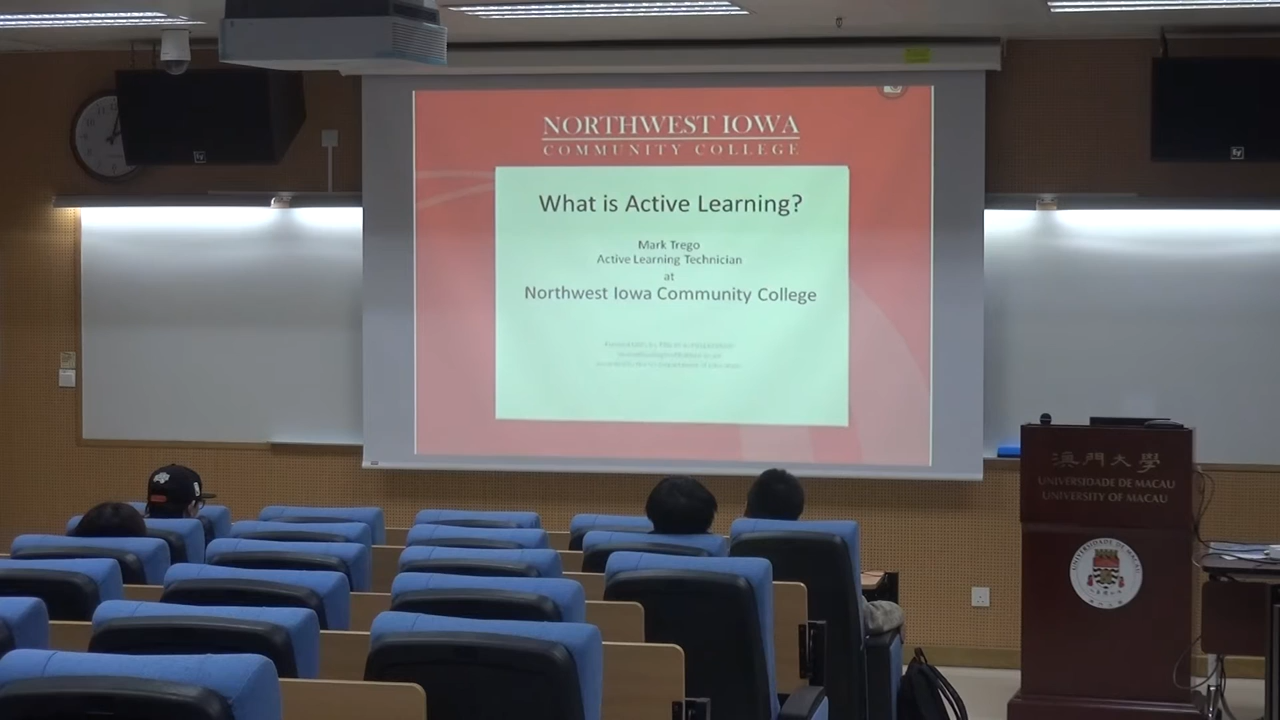 NORTHWEST IOWA
COMMUNITY COLLEGE
What is Active Learning?
Mark Trego
Active Learning Technician
at
Northwest Iowa Community College
澳門大學
UNIVERSIDADE DE MACAU
UNIVERSITY OF MACAU